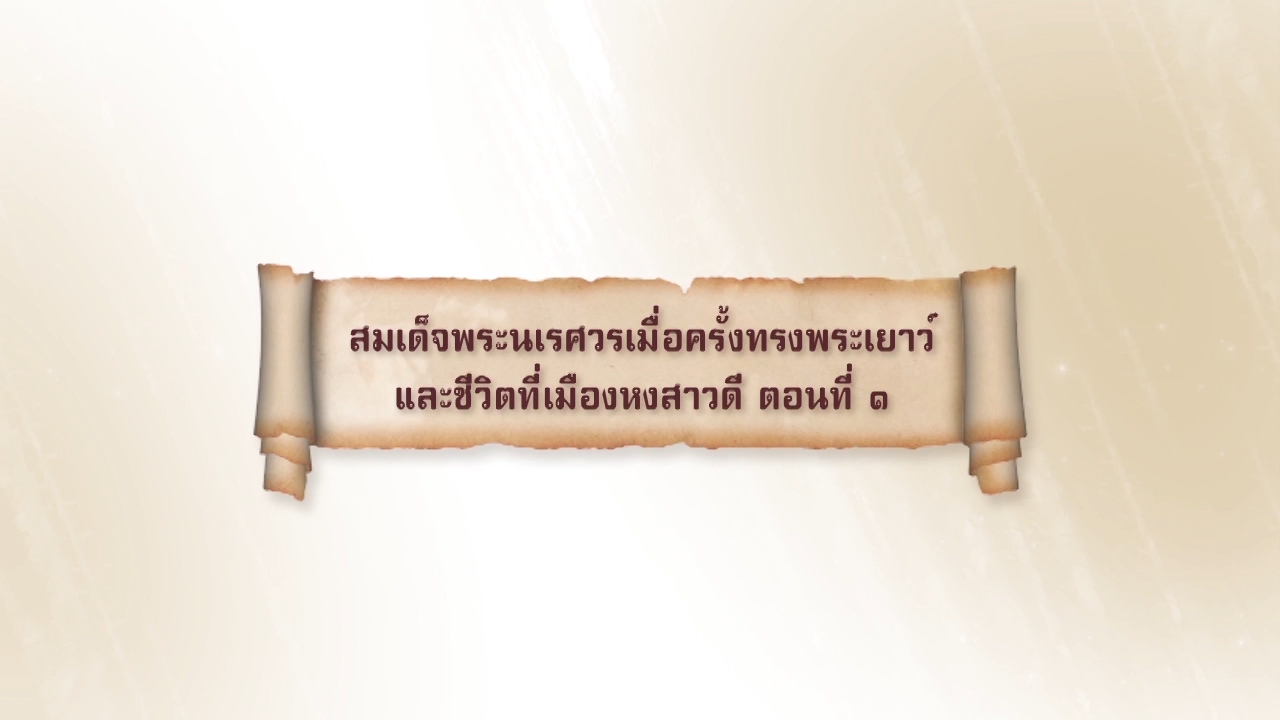 สมเด็จพระนเรศวรเมื่อครั้งทรงพระเยาว์
และชีวิตที่เมืองหงสาวดี ตอนที่ ๑